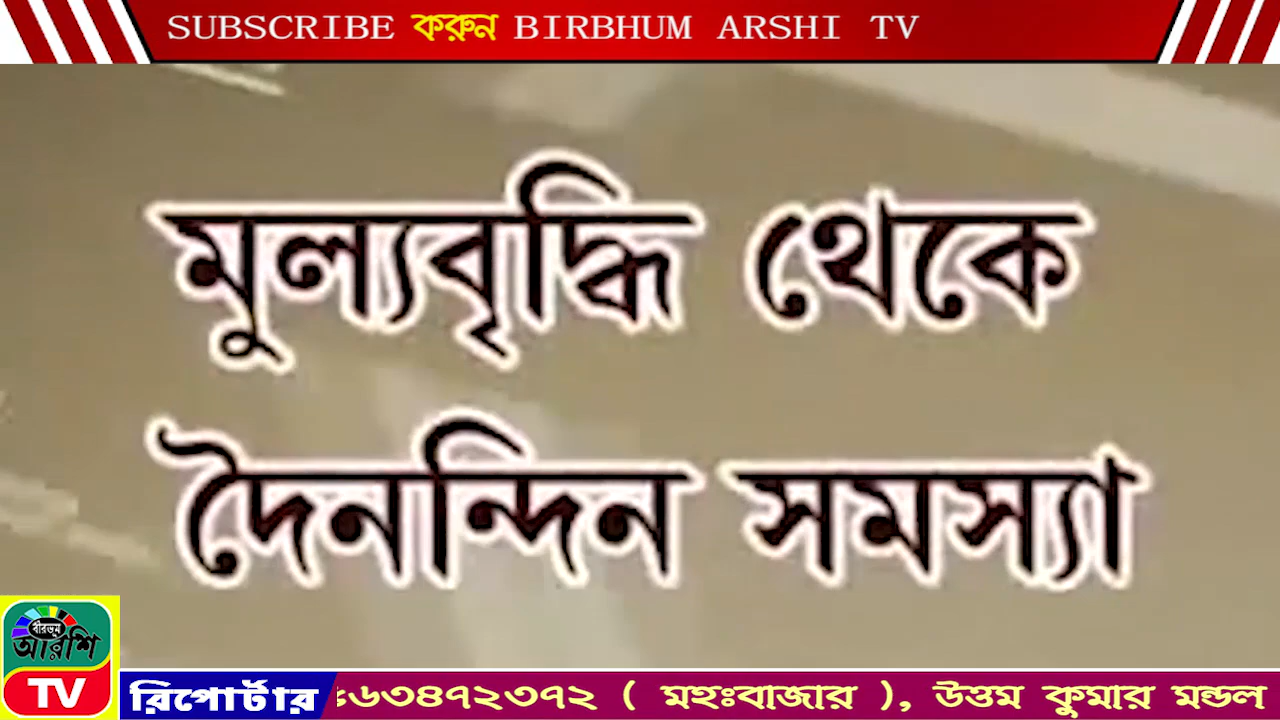 SUBSCRIBE করুন BIRBHUM ARSHI TV
মুল্যবৃদ্ধি থেকে
দৈনন্দিন সমস্যা
বীরভূম
আরশি
TV
রিপোর্টার
৬৩৪৭২৩৭২ ( মহঃবাজার ), উত্তম কুমার মন্ডল